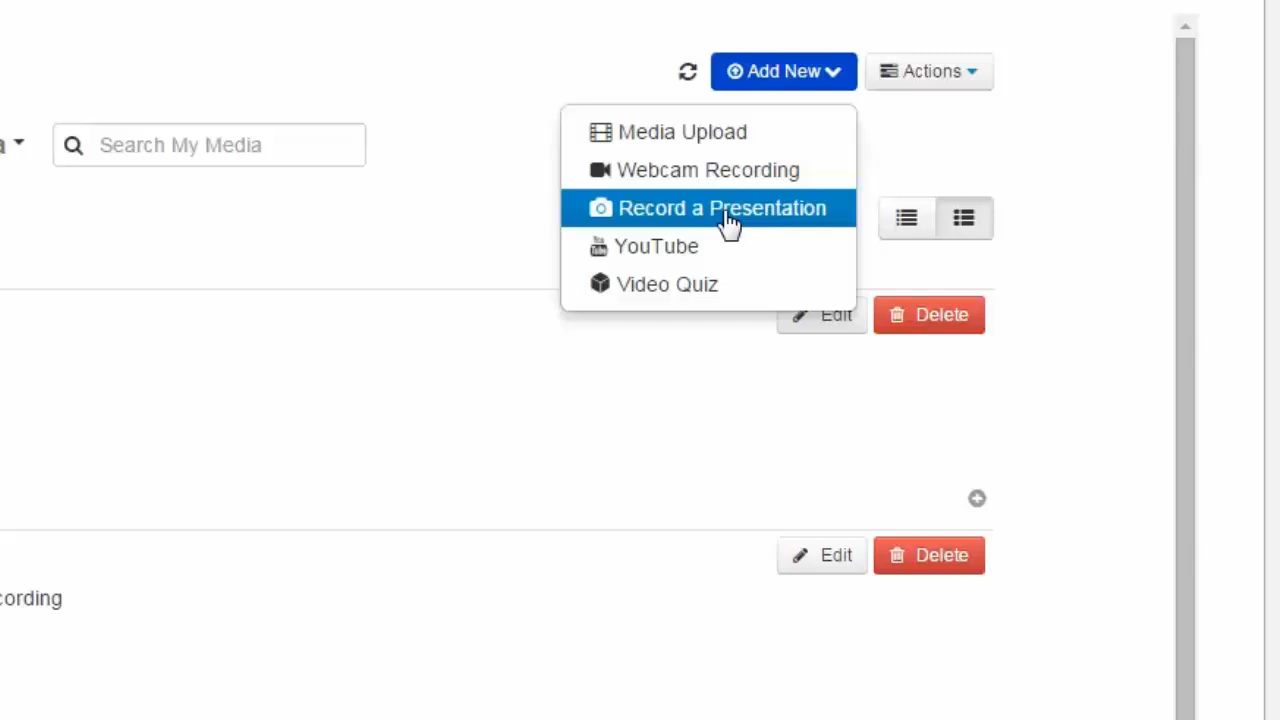 Add New
Actions
a
Search My Media
Media Upload
Webcam Recording
Record a Presentation
YouTube
Video Quiz
Edit
Delete
Edit
Delete
cording